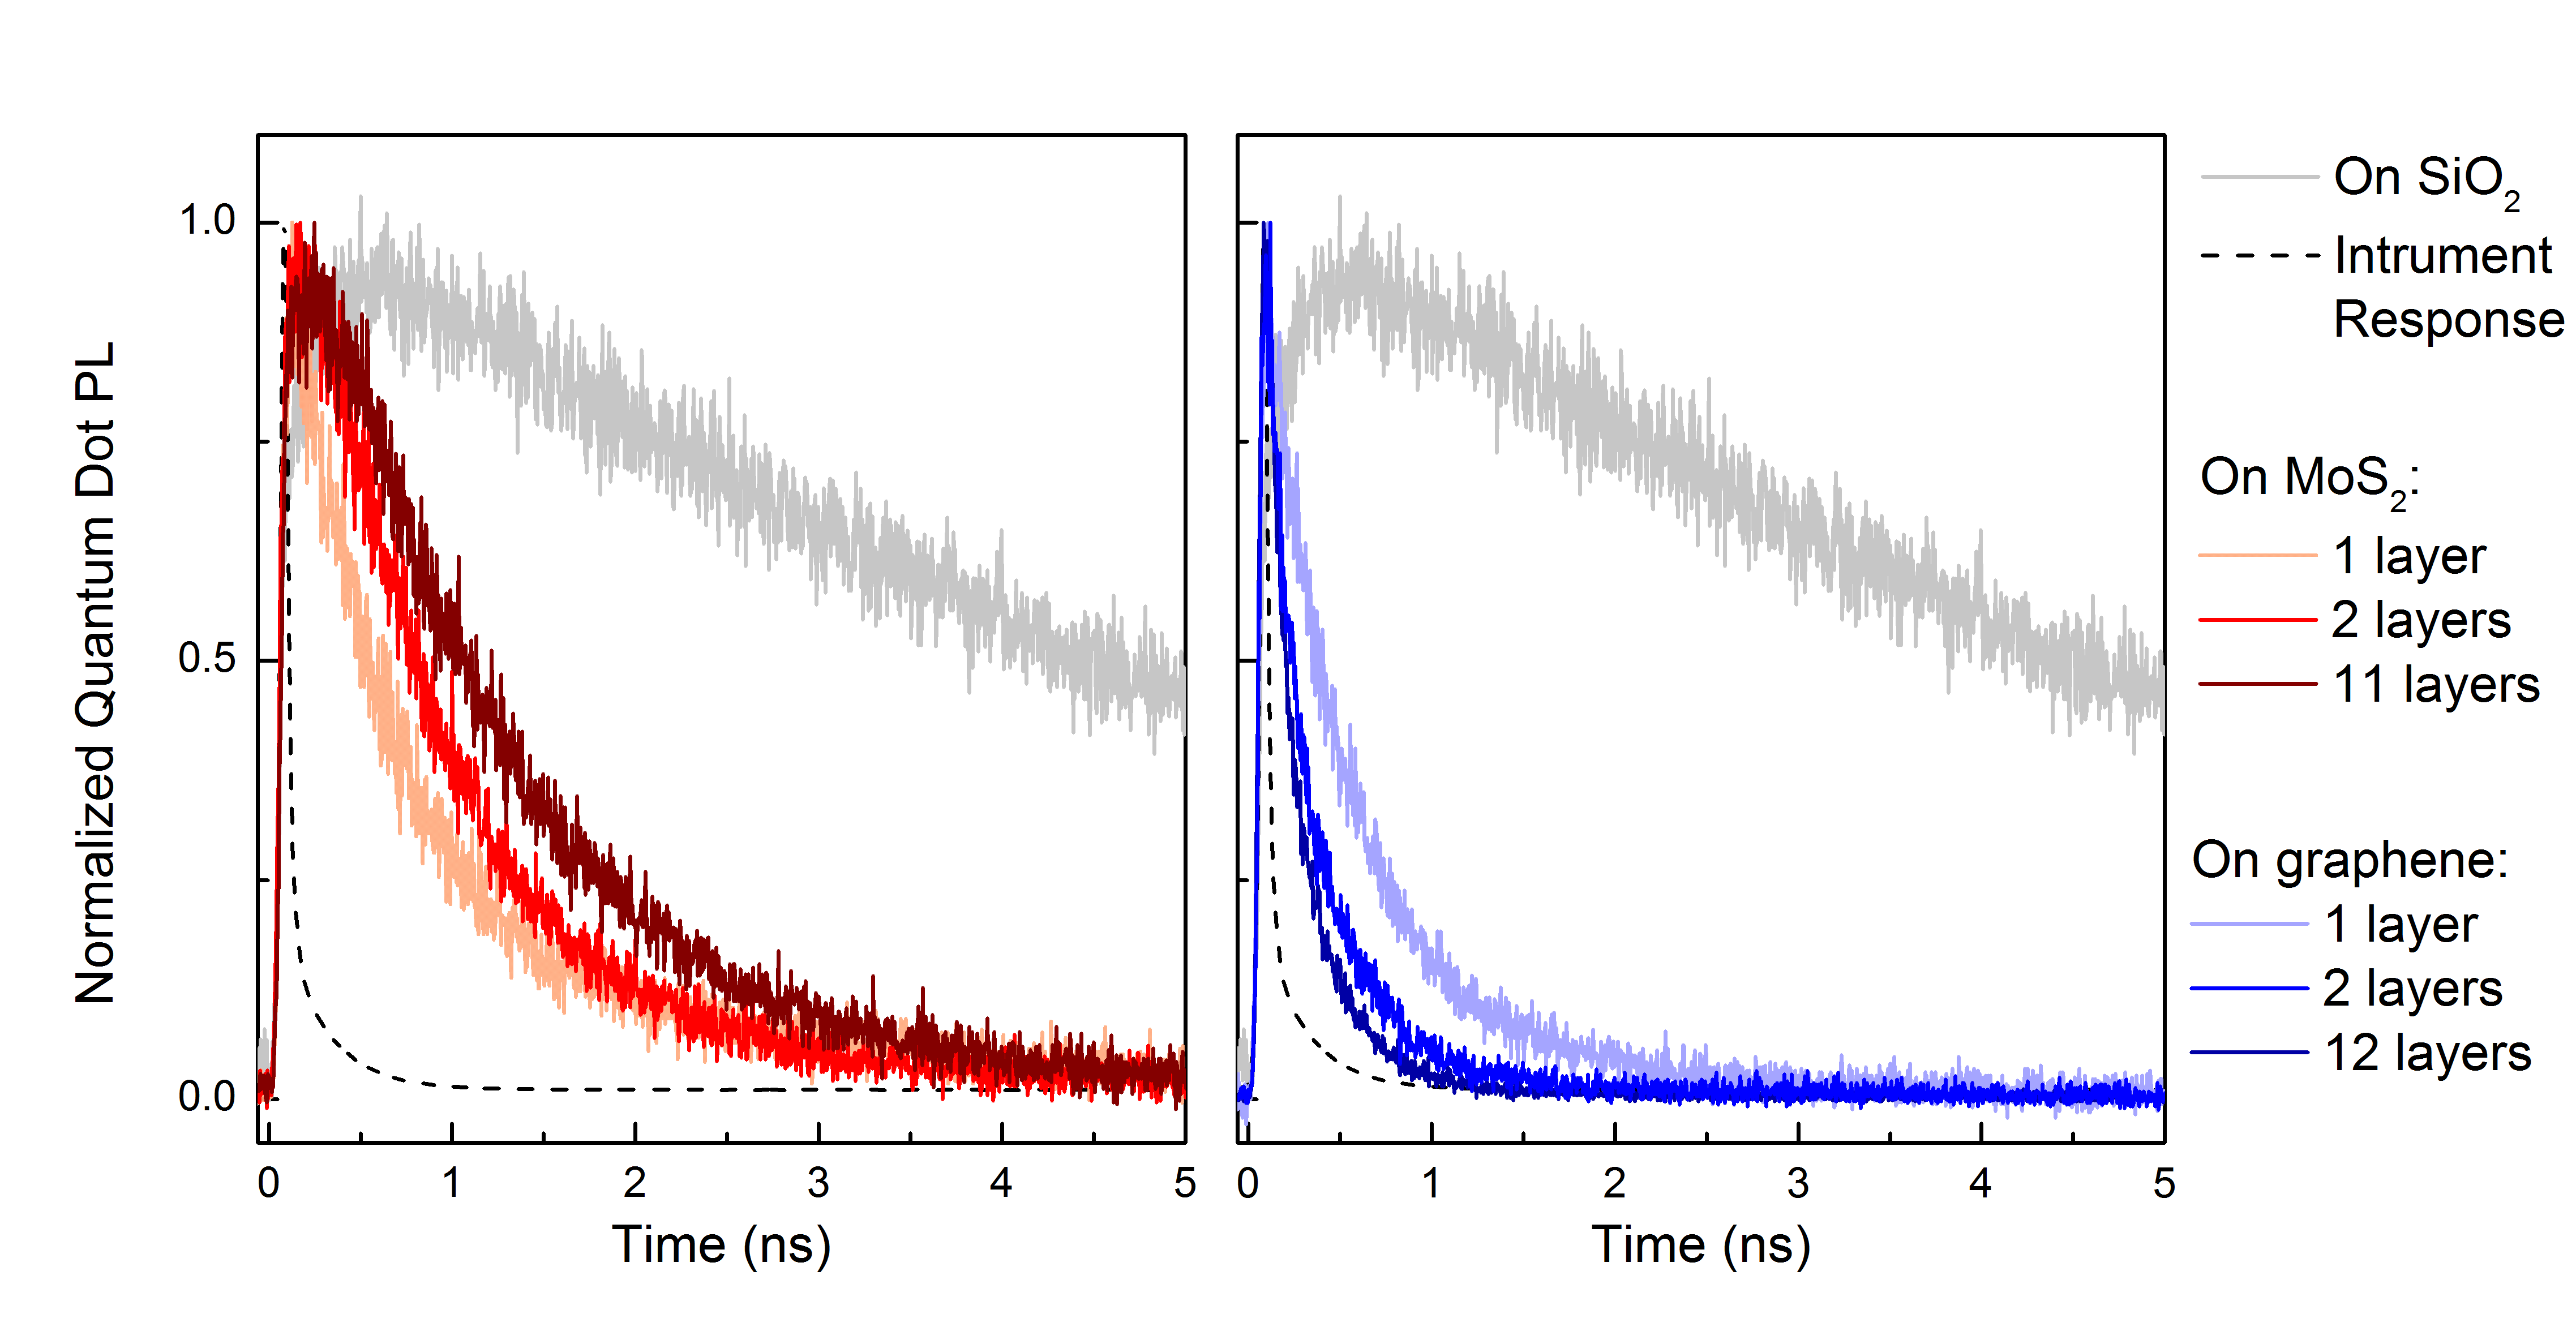 Normalized Quantum Dot PL
1.0
0.5
0.0
0 1 2 3 4 5
Time (ns)
0 1 2 3 4 5
Time (ns)
On SiO₂
Intrument
Response
On MoS₂:
1 layer
2 layers
11 layers
On graphene:
1 layer
2 layers
12 layers